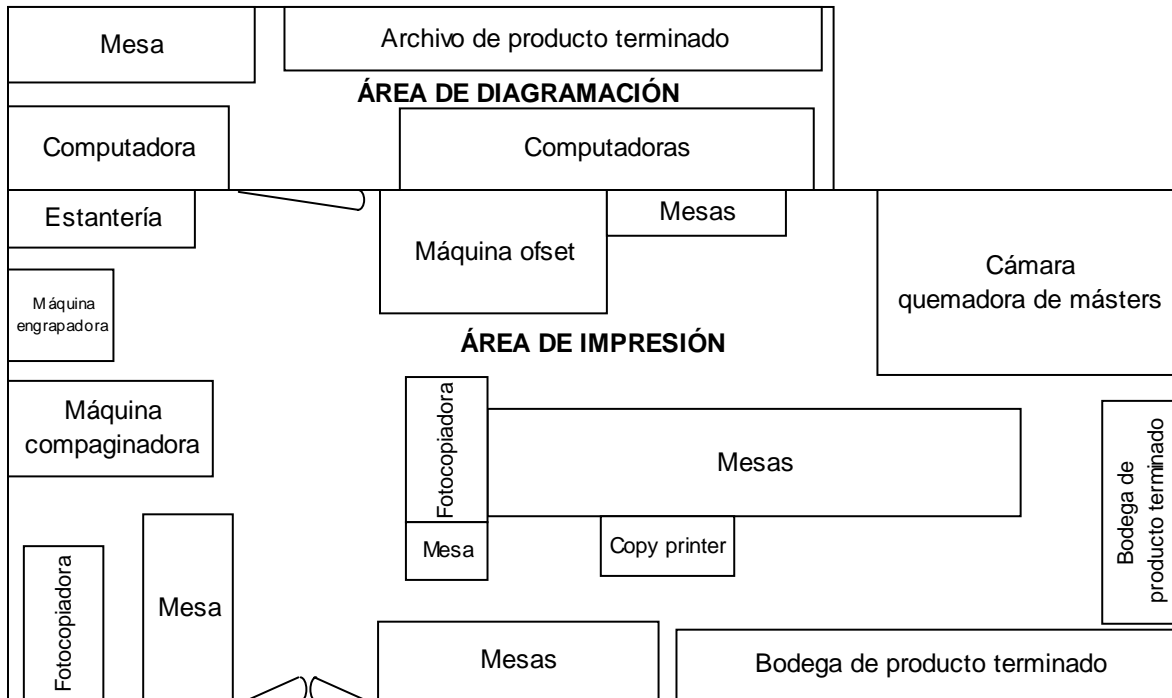 Mesa
Archivo de producto terminado
ÁREA DE DIAGRAMACIÓN
Computadora
Computadoras
Estantería
Máquina ofset
Mesas
Cámara
quemadora de másters
Máquina
engrapadora
ÁREA DE IMPRESIÓN
Máquina
compaginadora
Fotocopiadora
Mesas
Bodega de
producto terminado
Mesa
Copy printer
Fotocopiadora
Mesa
Mesas
Bodega de producto terminado